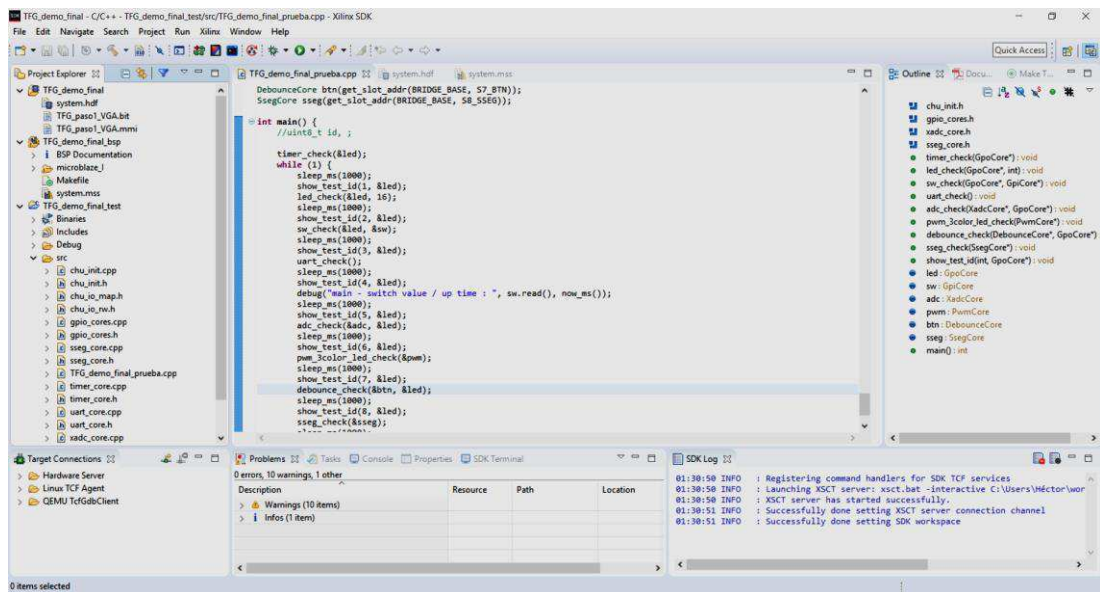 TFG_demo_final - C/C++ - TFG_demo_final_test/src/TFG_demo_final_prueba.cpp - Xilinx SDK
File Edit Navigate Search Project Run Xilinx Window Help
Quick Access
Project Explorer
TFG_demo_final
system.hdf
TFG_paso1_VGA.bit
TFG_paso1_VGA.mmi
TFG_demo_final_bsp
BSP Documentation
microblaze_I
Makefile
system.mss
TFG_demo_final_test
Binaries
Includes
Debug
src
chu_init.cpp
chu_init.h
chu_io_map.h
chu_io_rw.h
gpio_cores.cpp
gpio_cores.h
sseg_core.cpp
sseg_core.h
TFG_demo_final_prueba.cpp
timer_core.cpp
timer_core.h
uart_core.cpp
uart_core.h
xadc_core.cpp
TFG_demo_final_prueba.cpp system.hdf system.mss
DebounceCore btn(get_slot_addr(BRIDGE_BASE, S7_BTN));
SsegCore sseg(get_slot_addr(BRIDGE_BASE, S8_SSEG));
int main() {
//uint8_t id, ;
timer_check(&led);
while (1) {
sleep_ms(1000);
show_test_id(1, &led);
led_check(&led, 16);
sleep_ms(1000);
show_test_id(2, &led);
sw_check(&led, &sw);
sleep_ms(1000);
show_test_id(3, &led);
uart_check();
sleep_ms(1000);
show_test_id(4, &led);
debug("main - switch value / up time : ", sw.read(), now_ms());
sleep_ms(1000);
show_test_id(5, &led);
adc_check(&adc, &led);
sleep_ms(1000);
show_test_id(6, &led);
pwm_3color_led_check(&pwm);
sleep_ms(1000);
show_test_id(7, &led);
debounce_check(&btn, &led);
sleep_ms(1000);
show_test_id(8, &led);
sseg_check(&sseg);
Outline Docu... Make T...
chu_init.h
gpio_cores.h
xadc_core.h
sseg_core.h
timer_check(GpoCore*) : void
led_check(GpoCore*, int) : void
sw_check(GpoCore*, GpiCore*) : void
uart_check() : void
adc_check(XadcCore*, GpoCore*) : void
pwm_3color_led_check(PwmCore*) : void
debounce_check(DebounceCore*, GpoCore*)
sseg_check(SsegCore*) : void
show_test_id(int, GpoCore*) : void
led : GpoCore
sw : GpiCore
adc : XadcCore
pwm : PwmCore
btn : DebounceCore
sseg : SsegCore
main() : int
Target Connections
Hardware Server
Linux TCF Agent
QEMU TcfGdbClient
Problems Tasks Console Properties SDK Terminal
0 errors, 10 warnings, 1 other
Description Resource Path Location
Warnings (10 items)
Infos (1 item)
SDK Log
01:30:50 INFO : Registering command handlers for SDK TCF services
01:30:50 INFO : Launching XSCT server: xsct.bat -interactive C:\Users\Héctor\wor
01:30:50 INFO : XSCT server has started successfully.
01:30:51 INFO : Successfully done setting XSCT server connection channel
01:30:51 INFO : Successfully done setting SDK workspace
0 items selected